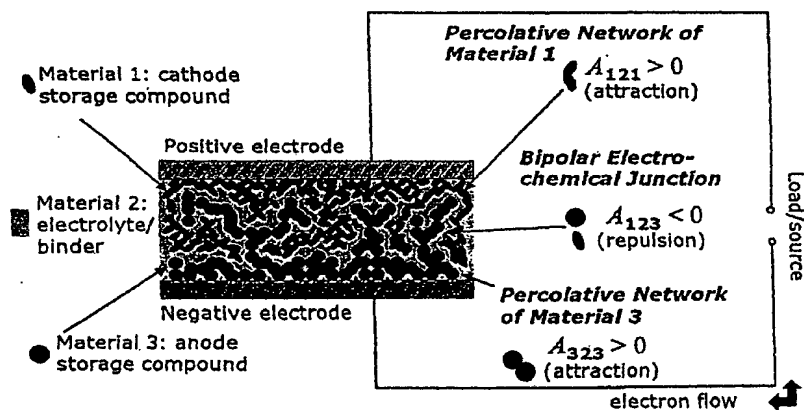 Material 1: cathode
storage compound
Positive electrode
Material 2:
electrolyte/
binder
Negative electrode
Material 3: anode
storage compound
Percolative Network of
Material 1
A121 > 0
(attraction)
Bipolar Electro-
chemical Junction
A123 < 0
(repulsion)
Percolative Network
of Material 3
A323 > 0
(attraction)
Load/source
electron flow